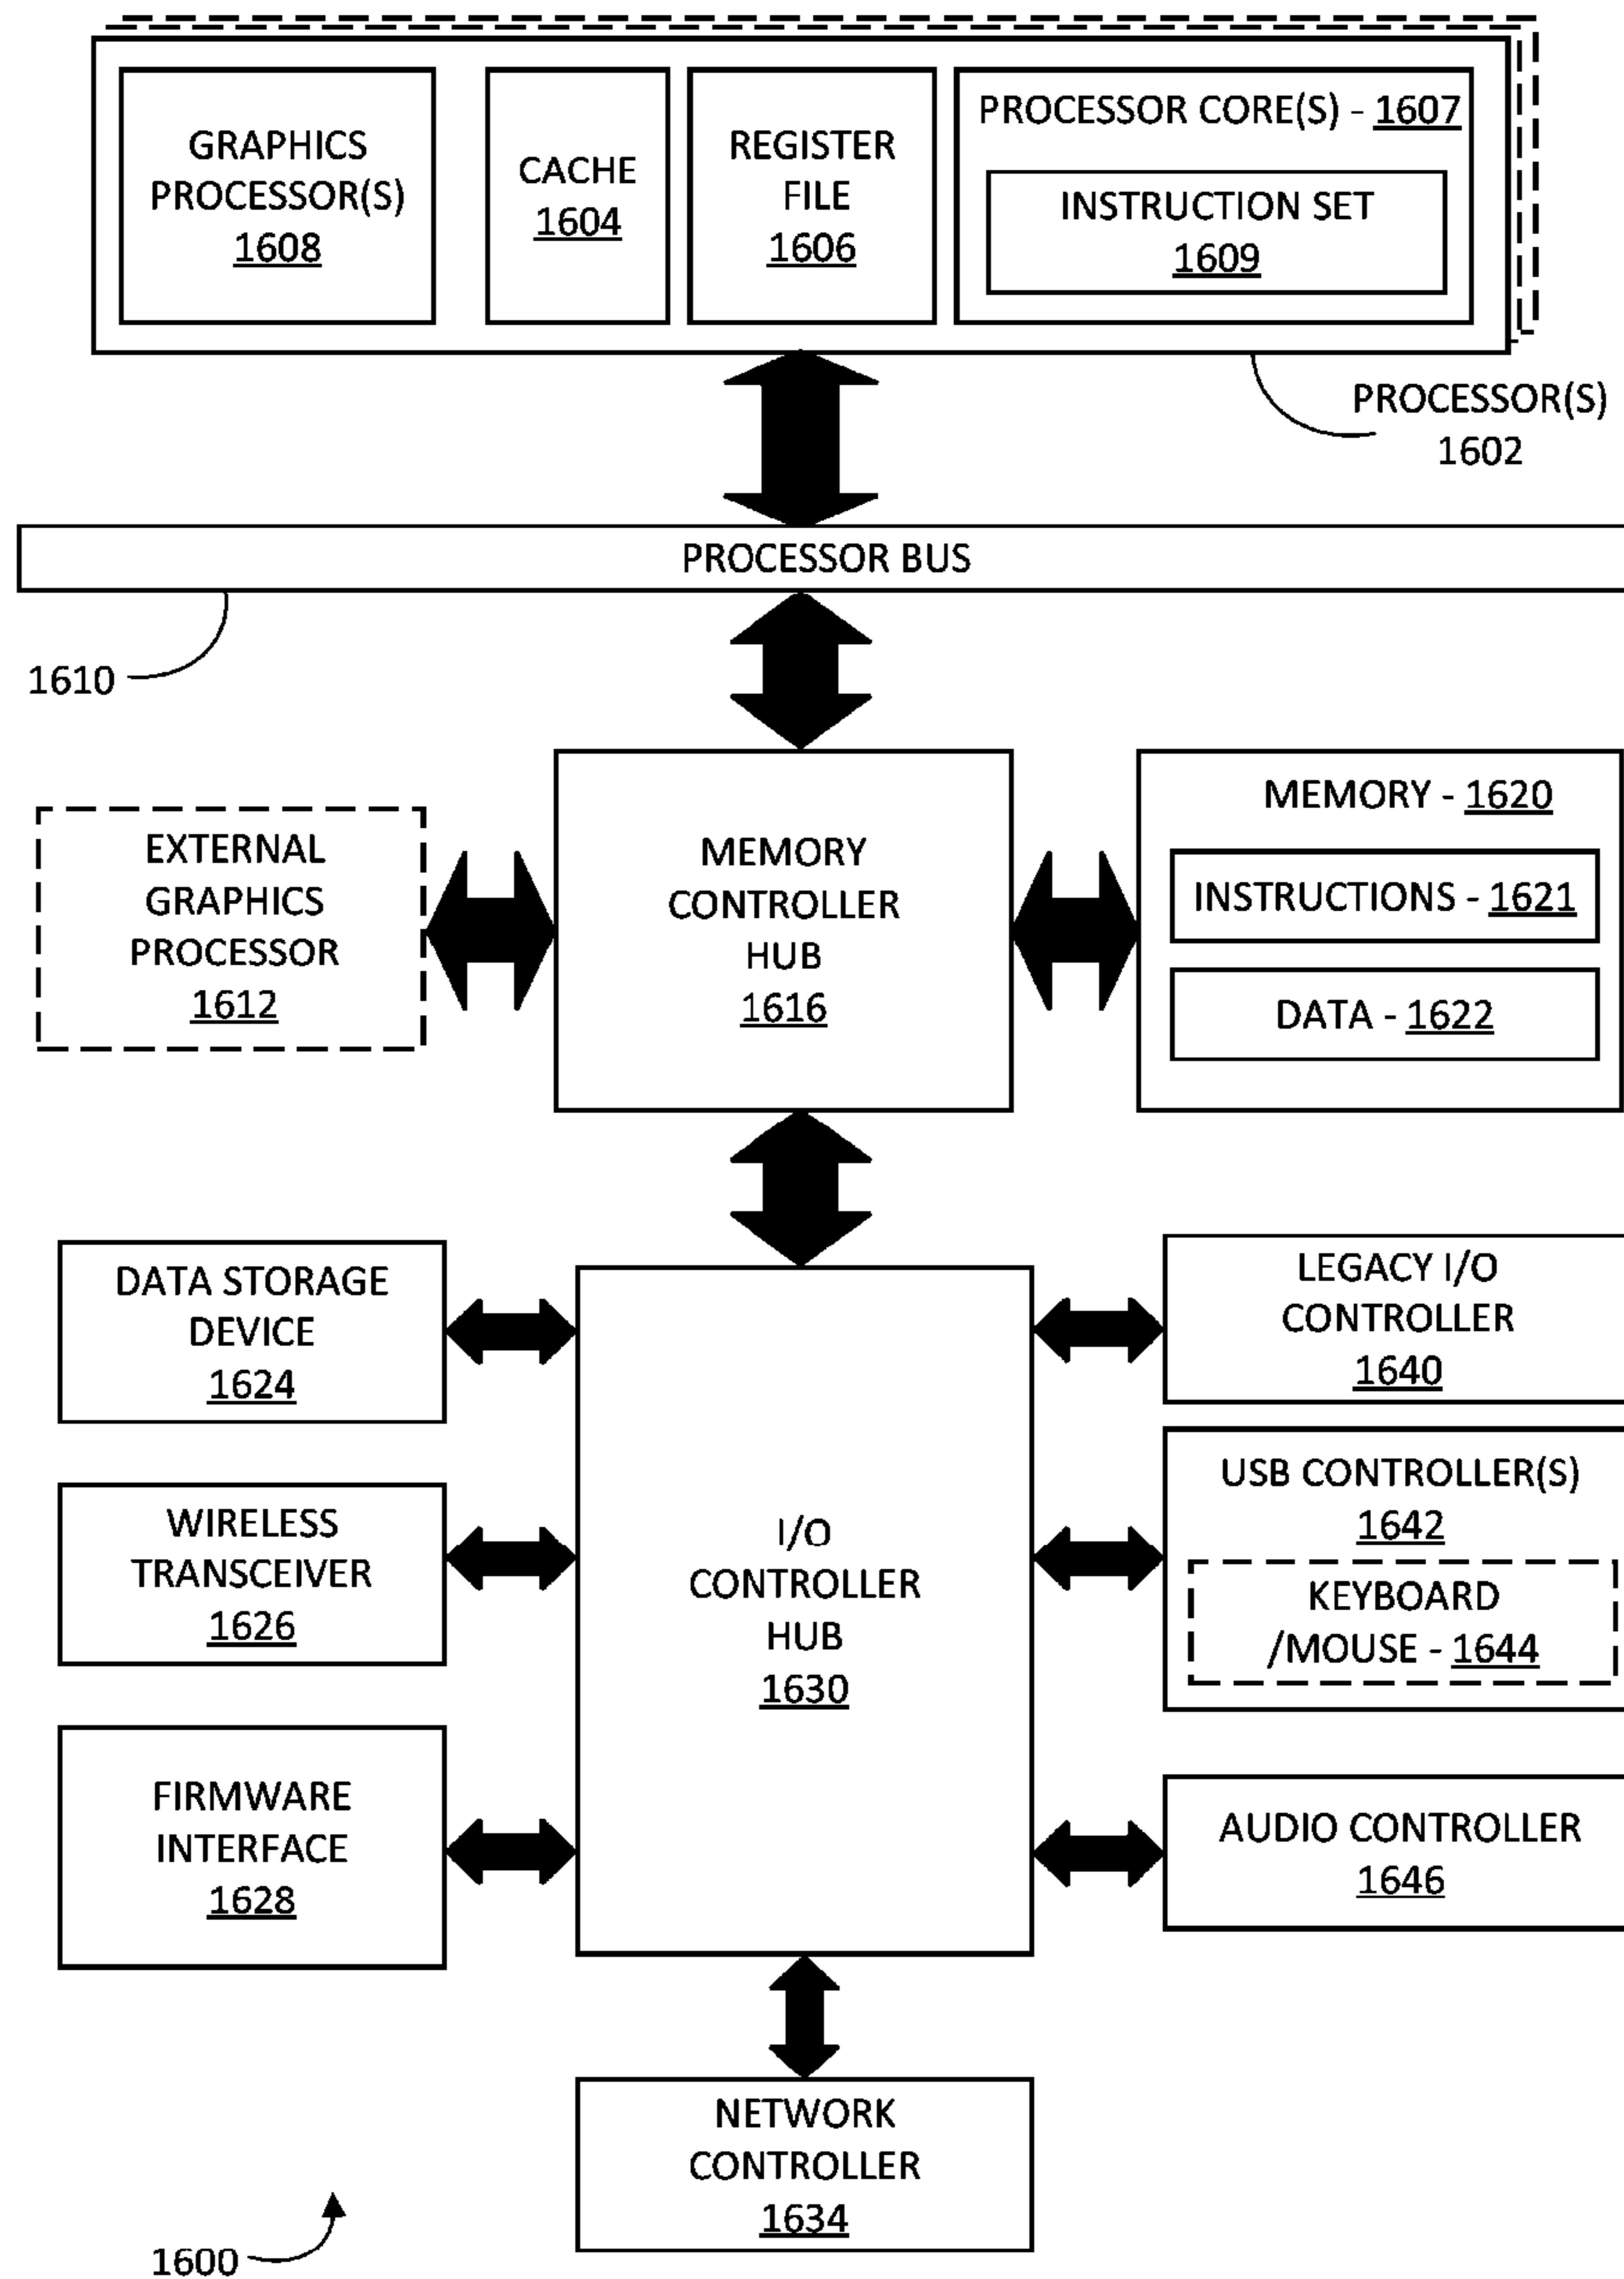 GRAPHICS
PROCESSOR(S)
1608
CACHE
1604
REGISTER
FILE
1606
PROCESSOR CORE(S) - 1607
INSTRUCTION SET
1609
PROCESSOR(S)
1602
PROCESSOR BUS
1610
EXTERNAL
GRAPHICS
PROCESSOR
1612
MEMORY
CONTROLLER
HUB
1616
MEMORY - 1620
INSTRUCTIONS - 1621
DATA - 1622
DATA STORAGE
DEVICE
1624
WIRELESS
TRANSCEIVER
1626
FIRMWARE
INTERFACE
1628
I/O
CONTROLLER
HUB
1630
LEGACY I/O
CONTROLLER
1640
USB CONTROLLER(S)
1642
KEYBOARD
/MOUSE - 1644
AUDIO CONTROLLER
1646
NETWORK
CONTROLLER
1634
1600